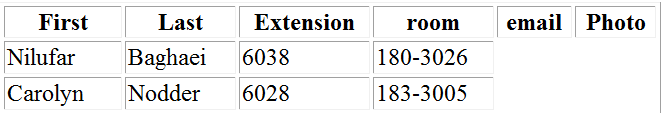 First Last Extension room email Photo
Nilufar Baghaei 6038 180-3026
Carolyn Nodder 6028 183-3005